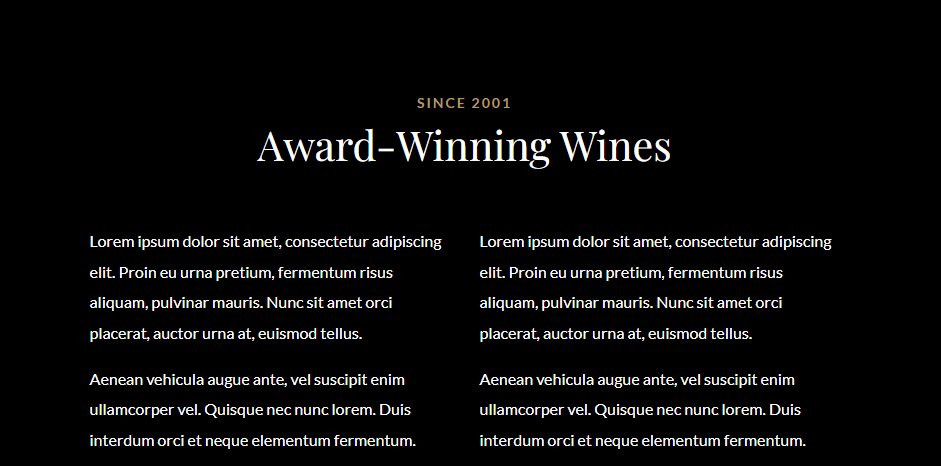 SINCE 2001
Award-Winning Wines
Lorem ipsum dolor sit amet, consectetur adipiscing
elit. Proin eu urna pretium, fermentum risus
aliquam, pulvinar mauris. Nunc sit amet orci
placerat, auctor urna at, euismod tellus.
Aenean vehicula augue ante, vel suscipit enim
ullamcorper vel. Quisque nec nunc lorem. Duis
interdum orci et neque elementum fermentum.
Lorem ipsum dolor sit amet, consectetur adipiscing
elit. Proin eu urna pretium, fermentum risus
aliquam, pulvinar mauris. Nunc sit amet orci
placerat, auctor urna at, euismod tellus.
Aenean vehicula augue ante, vel suscipit enim
ullamcorper vel. Quisque nec nunc lorem. Duis
interdum orci et neque elementum fermentum.